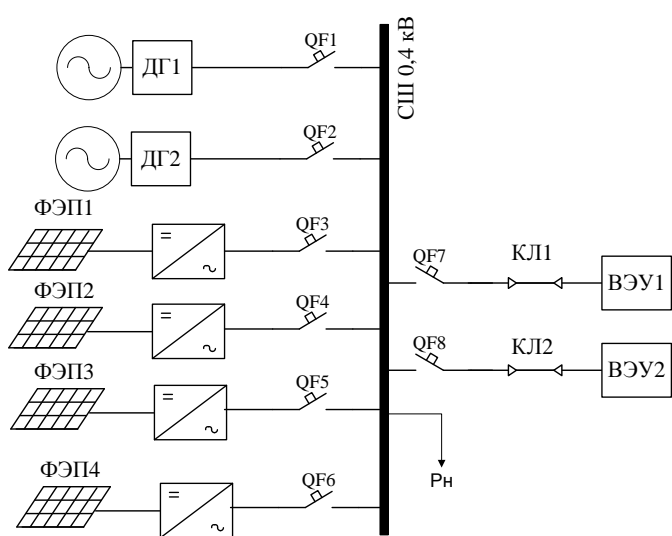 QF1
ДГ1
СШ 0,4 кВ
QF2
ДГ2
ФЭП1
QF3
=
~
QF7
КЛ1
ВЭУ1
ФЭП2
QF4
=
~
QF8
КЛ2
ВЭУ2
ФЭП3
QF5
=
~
Рн
ФЭП4
QF6
=
~